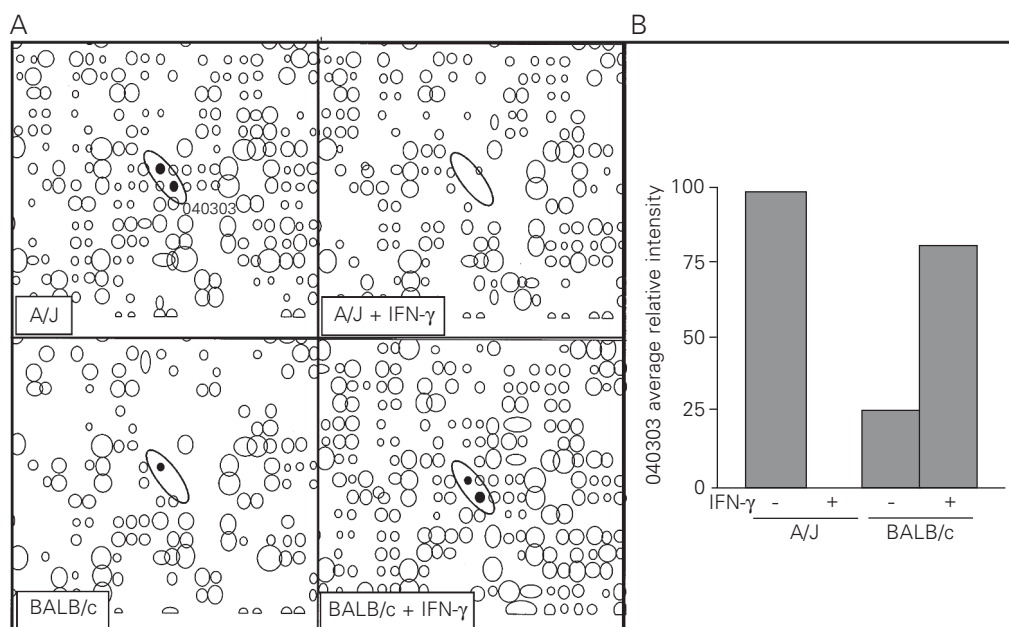 A
B
040303
A/J
A/J + IFN-γ
BALB/c
BALB/c + IFN-γ
040303 average relative intensity
100
75
50
25
0
IFN-γ - + - +
A/J BALB/c